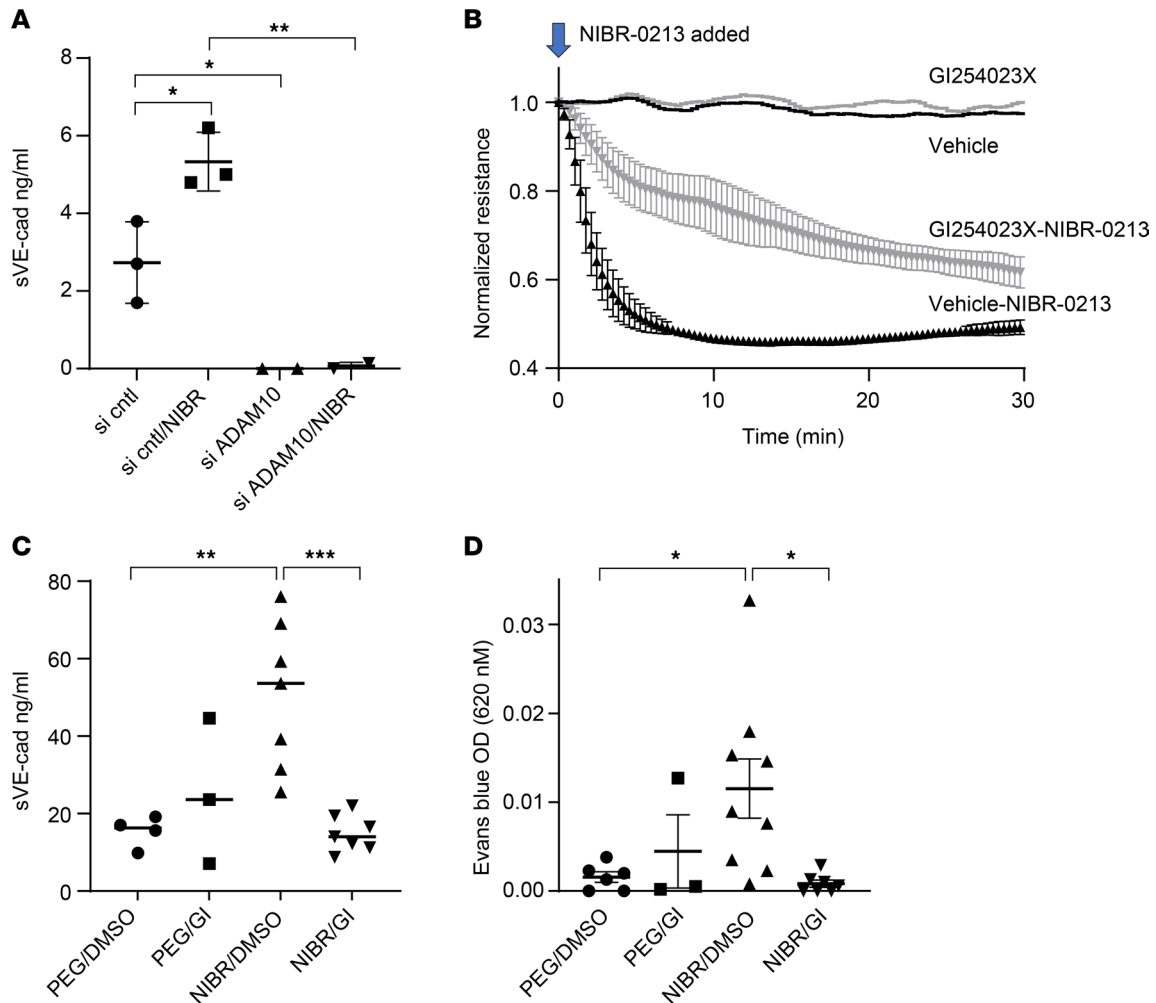 A
**
*
*
8
6
4
2
0
sVE-cad ng/ml
si cntl
si cntl/NIBR
si ADAM10
si ADAM10/NIBR
B
NIBR-0213 added
GI254023X
Vehicle
GI254023X-NIBR-0213
Vehicle-NIBR-0213
1.0
0.8
0.6
0.4
Normalized resistance
0
10
20
30
Time (min)
C
**
***
80
60
40
20
0
sVE-cad ng/ml
PEG/DMSO
PEG/GI
NIBR/DMSO
NIBR/GI
D
*
*
0.03
0.02
0.01
0.00
Evans blue OD (620 nM)
PEG/DMSO
PEG/GI
NIBR/DMSO
NIBR/GI